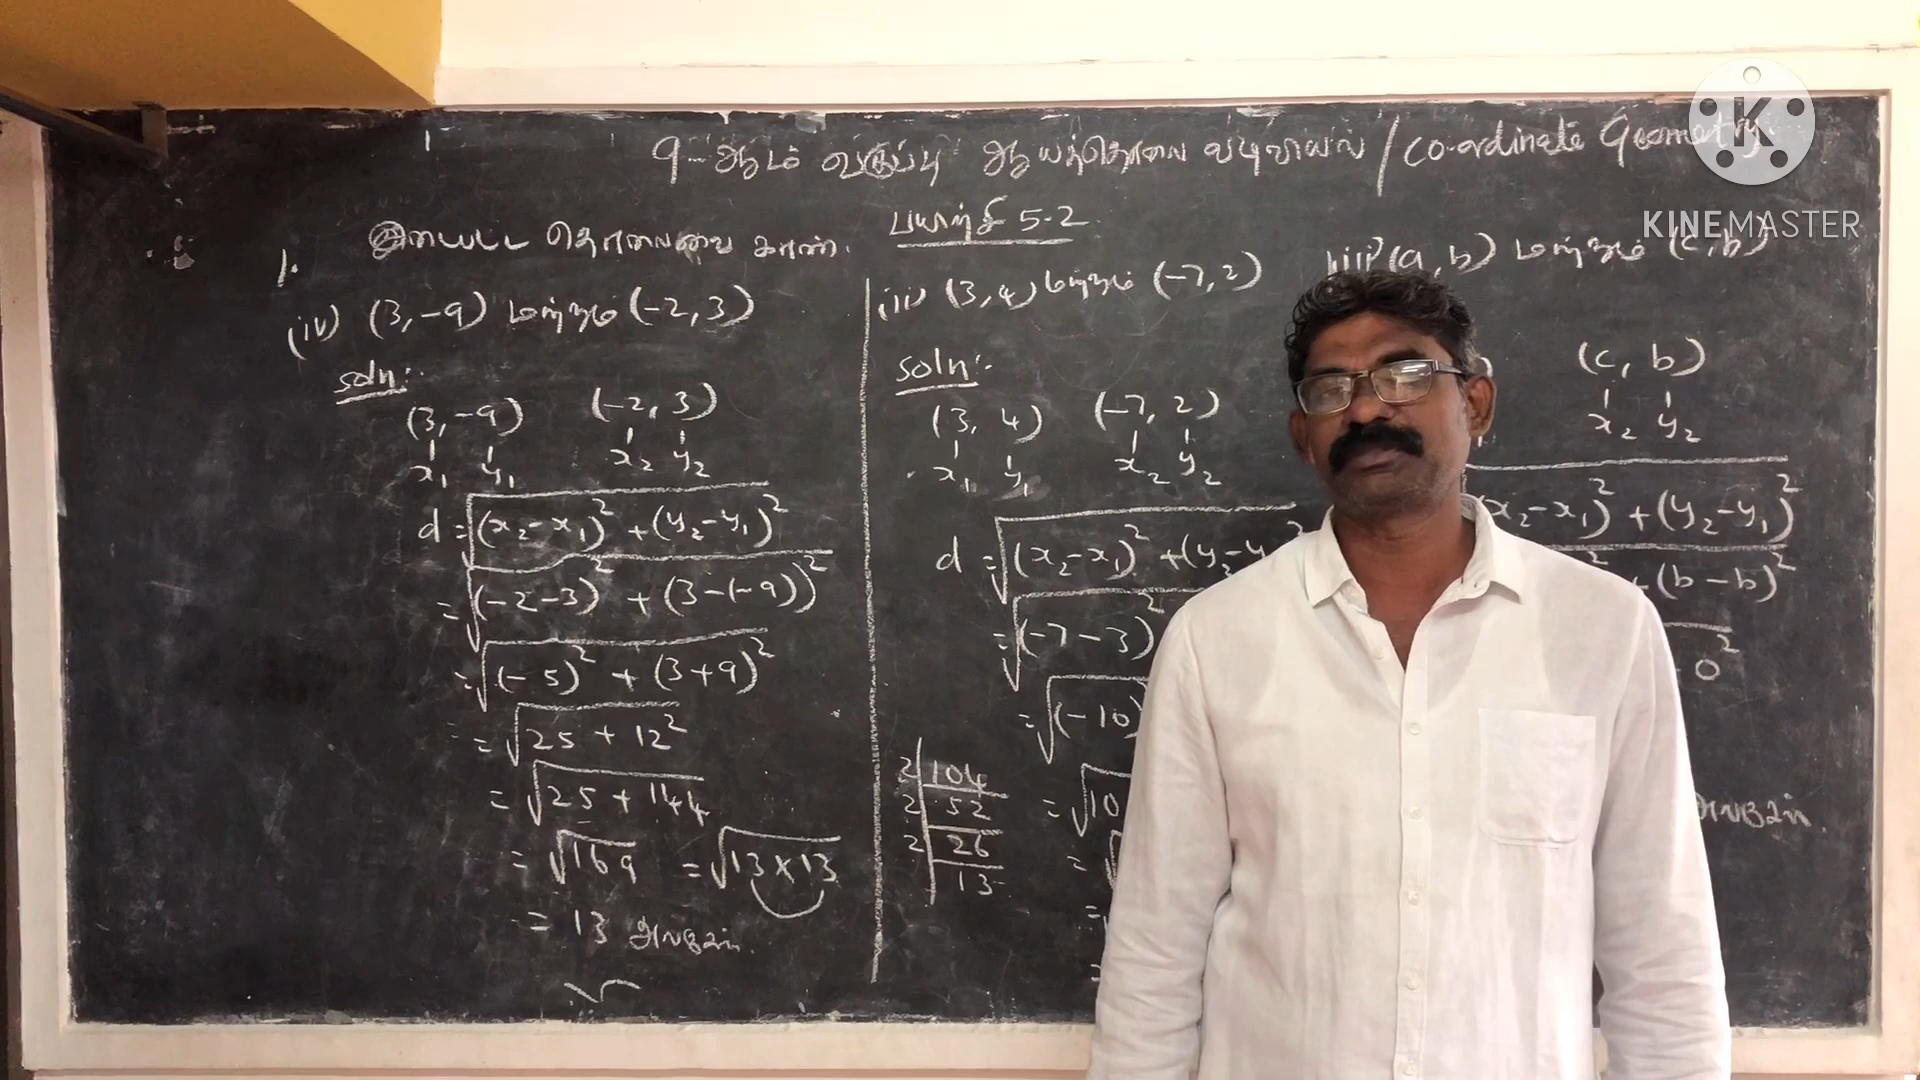 9-ஆம் வகுப்பு ஆயத்தொலை வடிவியல் / Co-ordinate Geometry
K
KINEMASTER
பயிற்சி 5-2
1. இடைப்பட்ட தொலைவை காண்.
(iv) (3, -9) மற்றும் (-2, 3)
soln:-
(3, -9) (-2, 3)
x₁ y₁ x₂ y₂
d = √(x₂-x₁)² + (y₂-y₁)²
= √(-2-3)² + (3-(-9))²
= √(-5)² + (3+9)²
= √25 + 12²
= √25 + 144
= √169 = √13 × 13
= 13 அலகுகள்.
(ii) (3, 4) மற்றும் (-7, 2)
soln:-
(3, 4) (-7, 2)
x₁ y₁ x₂ y₂
d = √(x₂-x₁)² + (y₂-y
= √(-7-3)²
= √(-10)
= √10
2 104
2 52
2 26
13
iii) (a, b) மற்றும் (c, b)
(c, b)
x₂ y₂
x₂-x₁)² + (y₂-y₁)²
(b-b)²
0²
அலகுகள்.